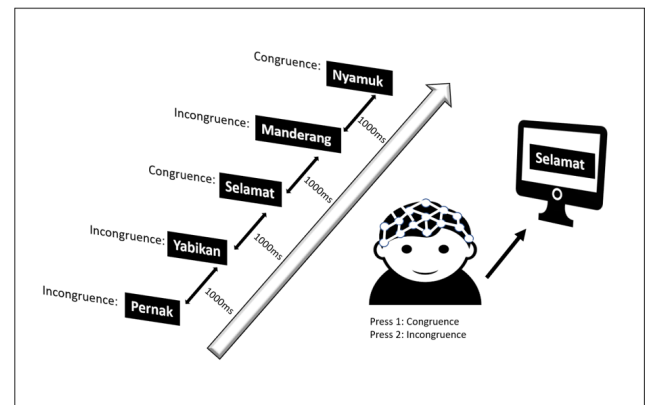 Congruence: Nyamuk
1000ms
Incongruence: Manderang
1000ms
Congruence: Selamat
1000ms
Incongruence: Yabikan
1000ms
Incongruence: Pernak
Selamat
Press 1: Congruence
Press 2: Incongruence